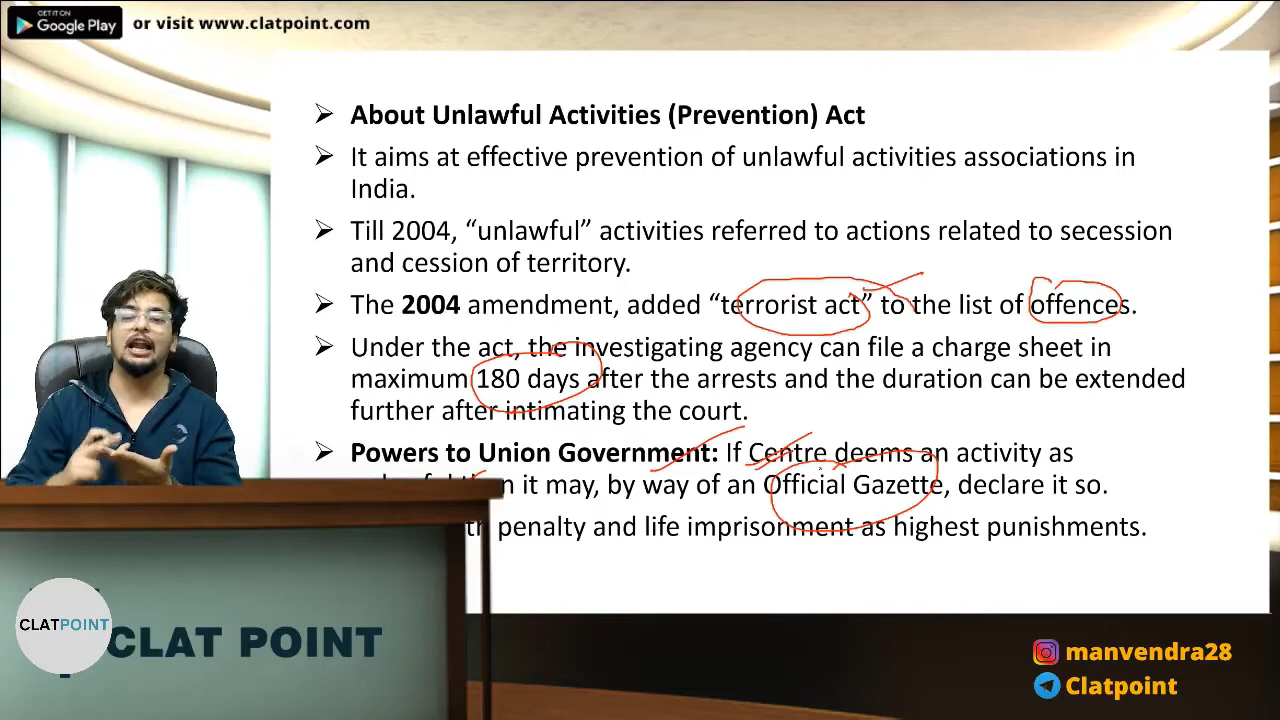 GET IT ON
Google Play
or visit www.clatpoint.com
➢ About Unlawful Activities (Prevention) Act
➢ It aims at effective prevention of unlawful activities associations in
India.
➢ Till 2004, “unlawful” activities referred to actions related to secession
and cession of territory.
➢ The 2004 amendment, added “terrorist act” to the list of offences.
➢ Under the act, the investigating agency can file a charge sheet in
maximum 180 days after the arrests and the duration can be extended
further after intimating the court.
➢ Powers to Union Government: If Centre deems an activity as
it may, by way of an Official Gazette, declare it so.
penalty and life imprisonment as highest punishments.
CLATPOINT
CLAT POINT
manvendra28
Clatpoint